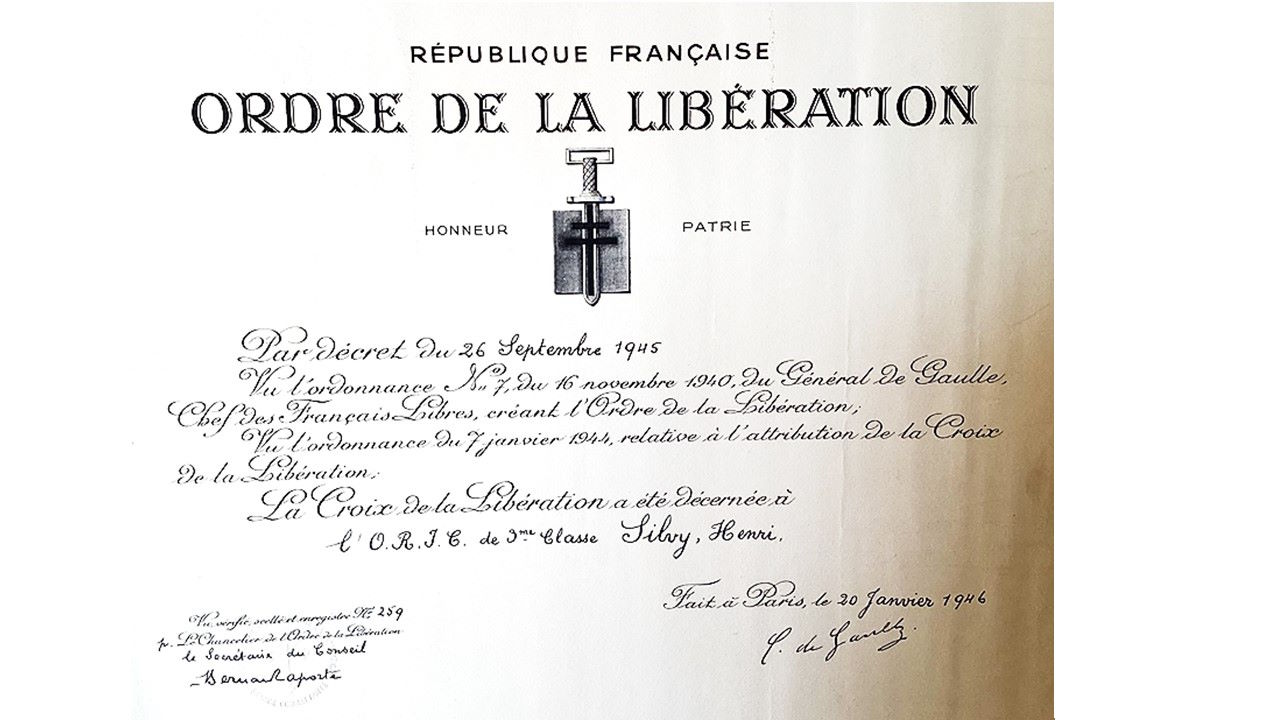 RÉPUBLIQUE FRANÇAISE
ORDRE DE LA LIBÉRATION
HONNEUR PATRIE
Par décret du 26 Septembre 1945
Vu l'ordonnance No 7, du 16 novembre 1940, du Général de Gaulle,
Chef des Français Libres, créant l'Ordre de la Libération;
Vu l'ordonnance du 7 janvier 1944, relative à l'attribution de la Croix
de la Libération;
La Croix de la Libération a été décernée à
l'O.R.I.C. de 3me Classe Silvy, Henri.
Fait à Paris, le 20 Janvier 1946
C. de Gaulle.
Vu, vérifié, scellé et enregistré No 259
p. Le Chancelier de l'Ordre de la Libération
le Secrétaire du Conseil